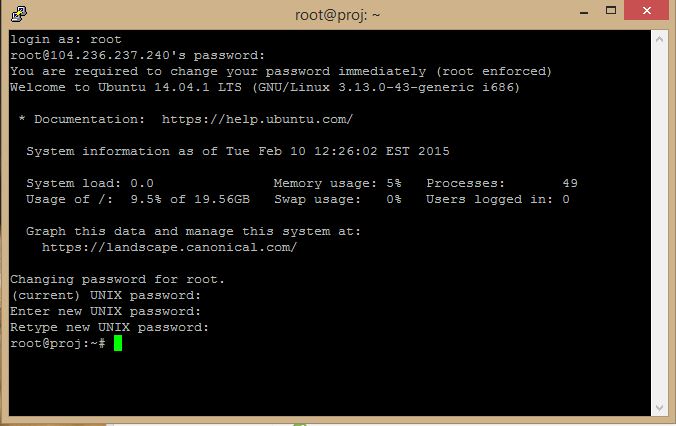 root@proj: ~
login as: root
root@104.236.237.240's password:
You are required to change your password immediately (root enforced)
Welcome to Ubuntu 14.04.1 LTS (GNU/Linux 3.13.0-43-generic i686)
* Documentation:  https://help.ubuntu.com/
System information as of Tue Feb 10 12:26:02 EST 2015
System load: 0.0               Memory usage: 5%   Processes:       49
Usage of /:  9.5% of 19.56GB   Swap usage:   0%   Users logged in: 0
Graph this data and manage this system at:
https://landscape.canonical.com/
Changing password for root.
(current) UNIX password:
Enter new UNIX password:
Retype new UNIX password:
root@proj:~#